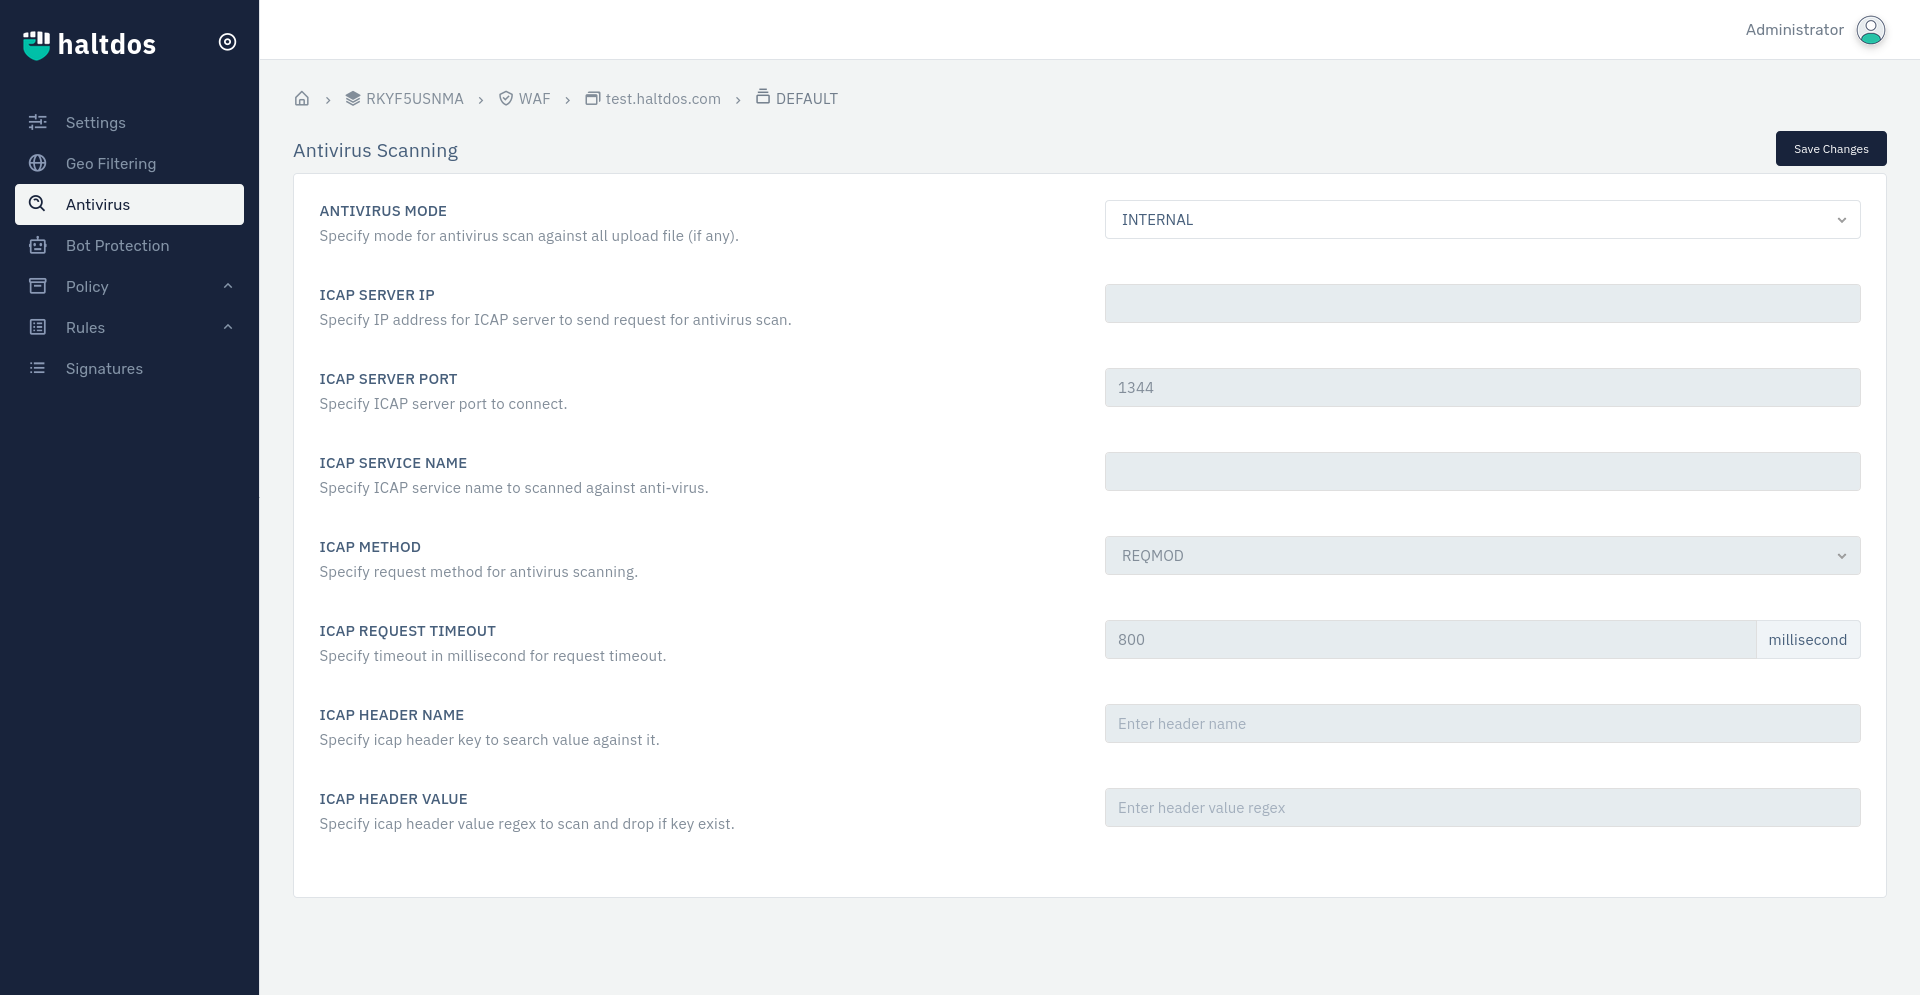 haltdos
Administrator
Settings
Geo Filtering
Antivirus
Bot Protection
Policy
Rules
Signatures
RKYF5USNMA
WAF
test.haltdos.com
DEFAULT
Antivirus Scanning
Save Changes
ANTIVIRUS MODE
Specify mode for antivirus scan against all upload file (if any).
INTERNAL
ICAP SERVER IP
Specify IP address for ICAP server to send request for antivirus scan.
ICAP SERVER PORT
Specify ICAP server port to connect.
1344
ICAP SERVICE NAME
Specify ICAP service name to scanned against anti-virus.
ICAP METHOD
Specify request method for antivirus scanning.
REQMOD
ICAP REQUEST TIMEOUT
Specify timeout in millisecond for request timeout.
800 millisecond
ICAP HEADER NAME
Specify icap header key to search value against it.
Enter header name
ICAP HEADER VALUE
Specify icap header value regex to scan and drop if key exist.
Enter header value regex